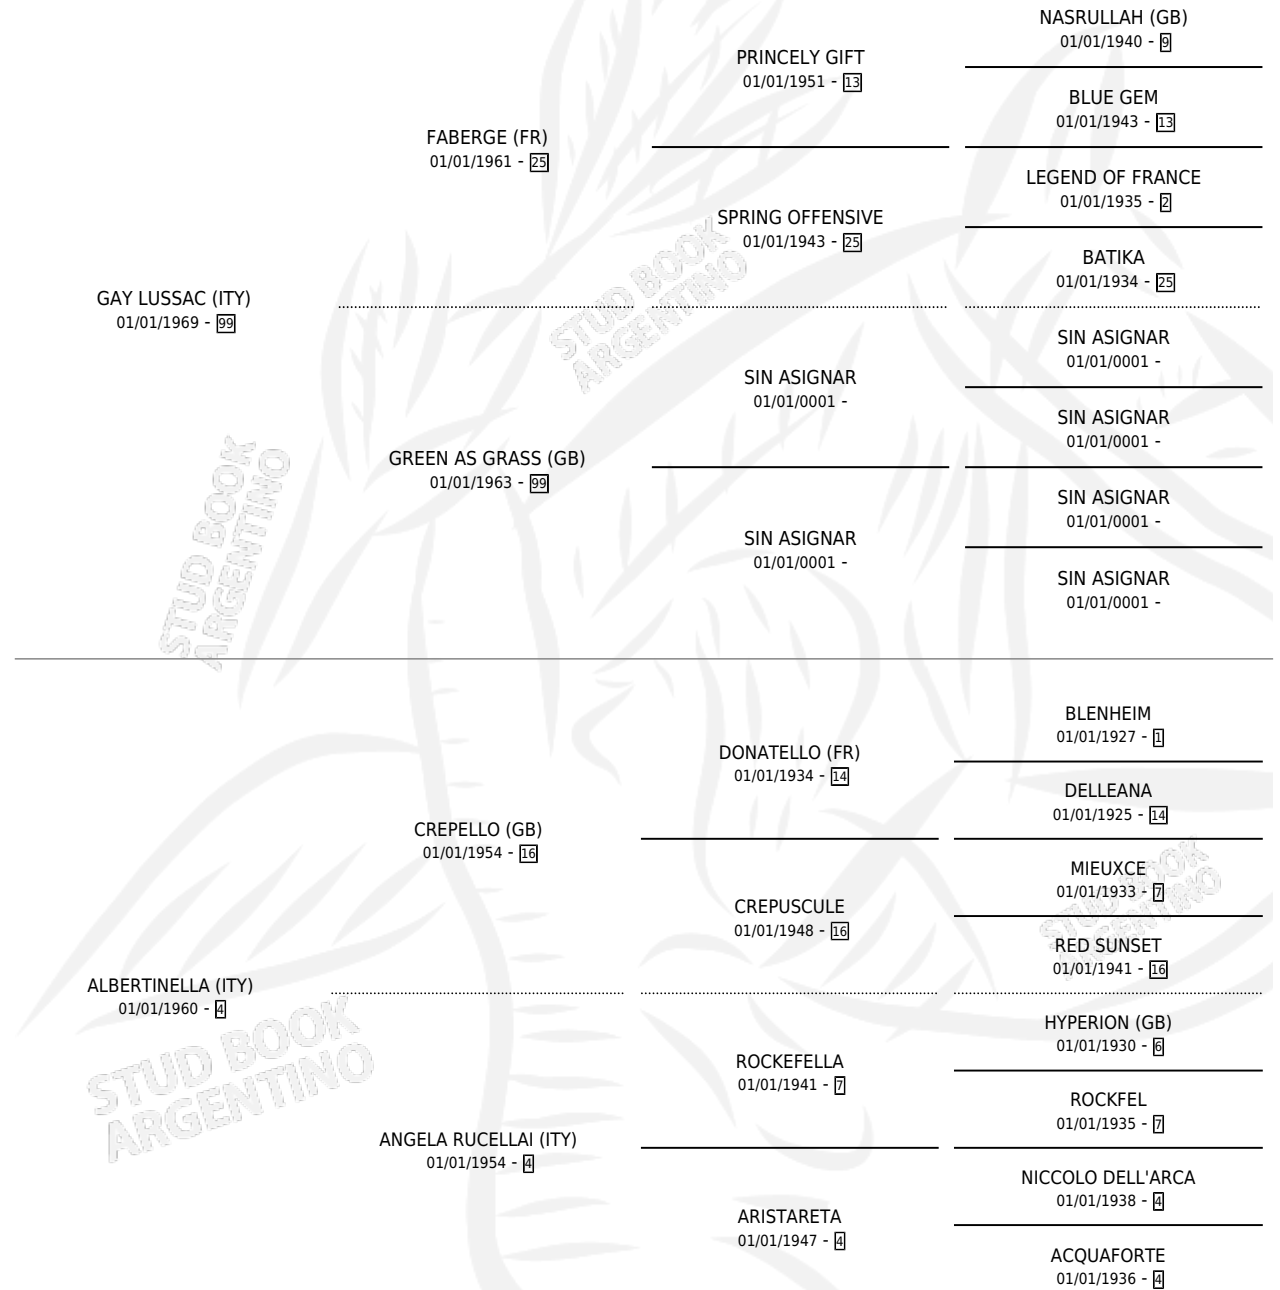 NASRULLAH (GB)
01/01/1940 - 9
PRINCELY GIFT
01/01/1951 - 13
BLUE GEM
01/01/1943 - 13
FABERGE (FR)
01/01/1961 - 25
LEGEND OF FRANCE
01/01/1935 - 2
SPRING OFFENSIVE
01/01/1943 - 25
BATIKA
01/01/1934 - 25
GAY LUSSAC (ITY)
01/01/1969 - 99
STUD BOOK
ARGENTINO
SIN ASIGNAR
01/01/0001 -
SIN ASIGNAR
01/01/0001 -
SIN ASIGNAR
01/01/0001 -
GREEN AS GRASS (GB)
01/01/1963 - 99
SIN ASIGNAR
01/01/0001 -
SIN ASIGNAR
01/01/0001 -
SIN ASIGNAR
01/01/0001 -
STUD BOOK
ARGENTINO
BLENHEIM
01/01/1927 - 1
DONATELLO (FR)
01/01/1934 - 14
DELLEANA
01/01/1925 - 14
CREPELLO (GB)
01/01/1954 - 16
MIEUXCE
01/01/1933 - 7
CREPUSCULE
01/01/1948 - 16
STUD BOOK
ARGENTINO
RED SUNSET
01/01/1941 - 16
ALBERTINELLA (ITY)
01/01/1960 - 4
HYPERION (GB)
01/01/1930 - 6
STUD BOOK
ARGENTINO
ROCKEFELLA
01/01/1941 - 7
ROCKFEL
01/01/1935 - 7
ANGELA RUCELLAI (ITY)
01/01/1954 - 4
NICCOLO DELL'ARCA
01/01/1938 - 4
ARISTARETA
01/01/1947 - 4
ACQUAFORTE
01/01/1936 - 4